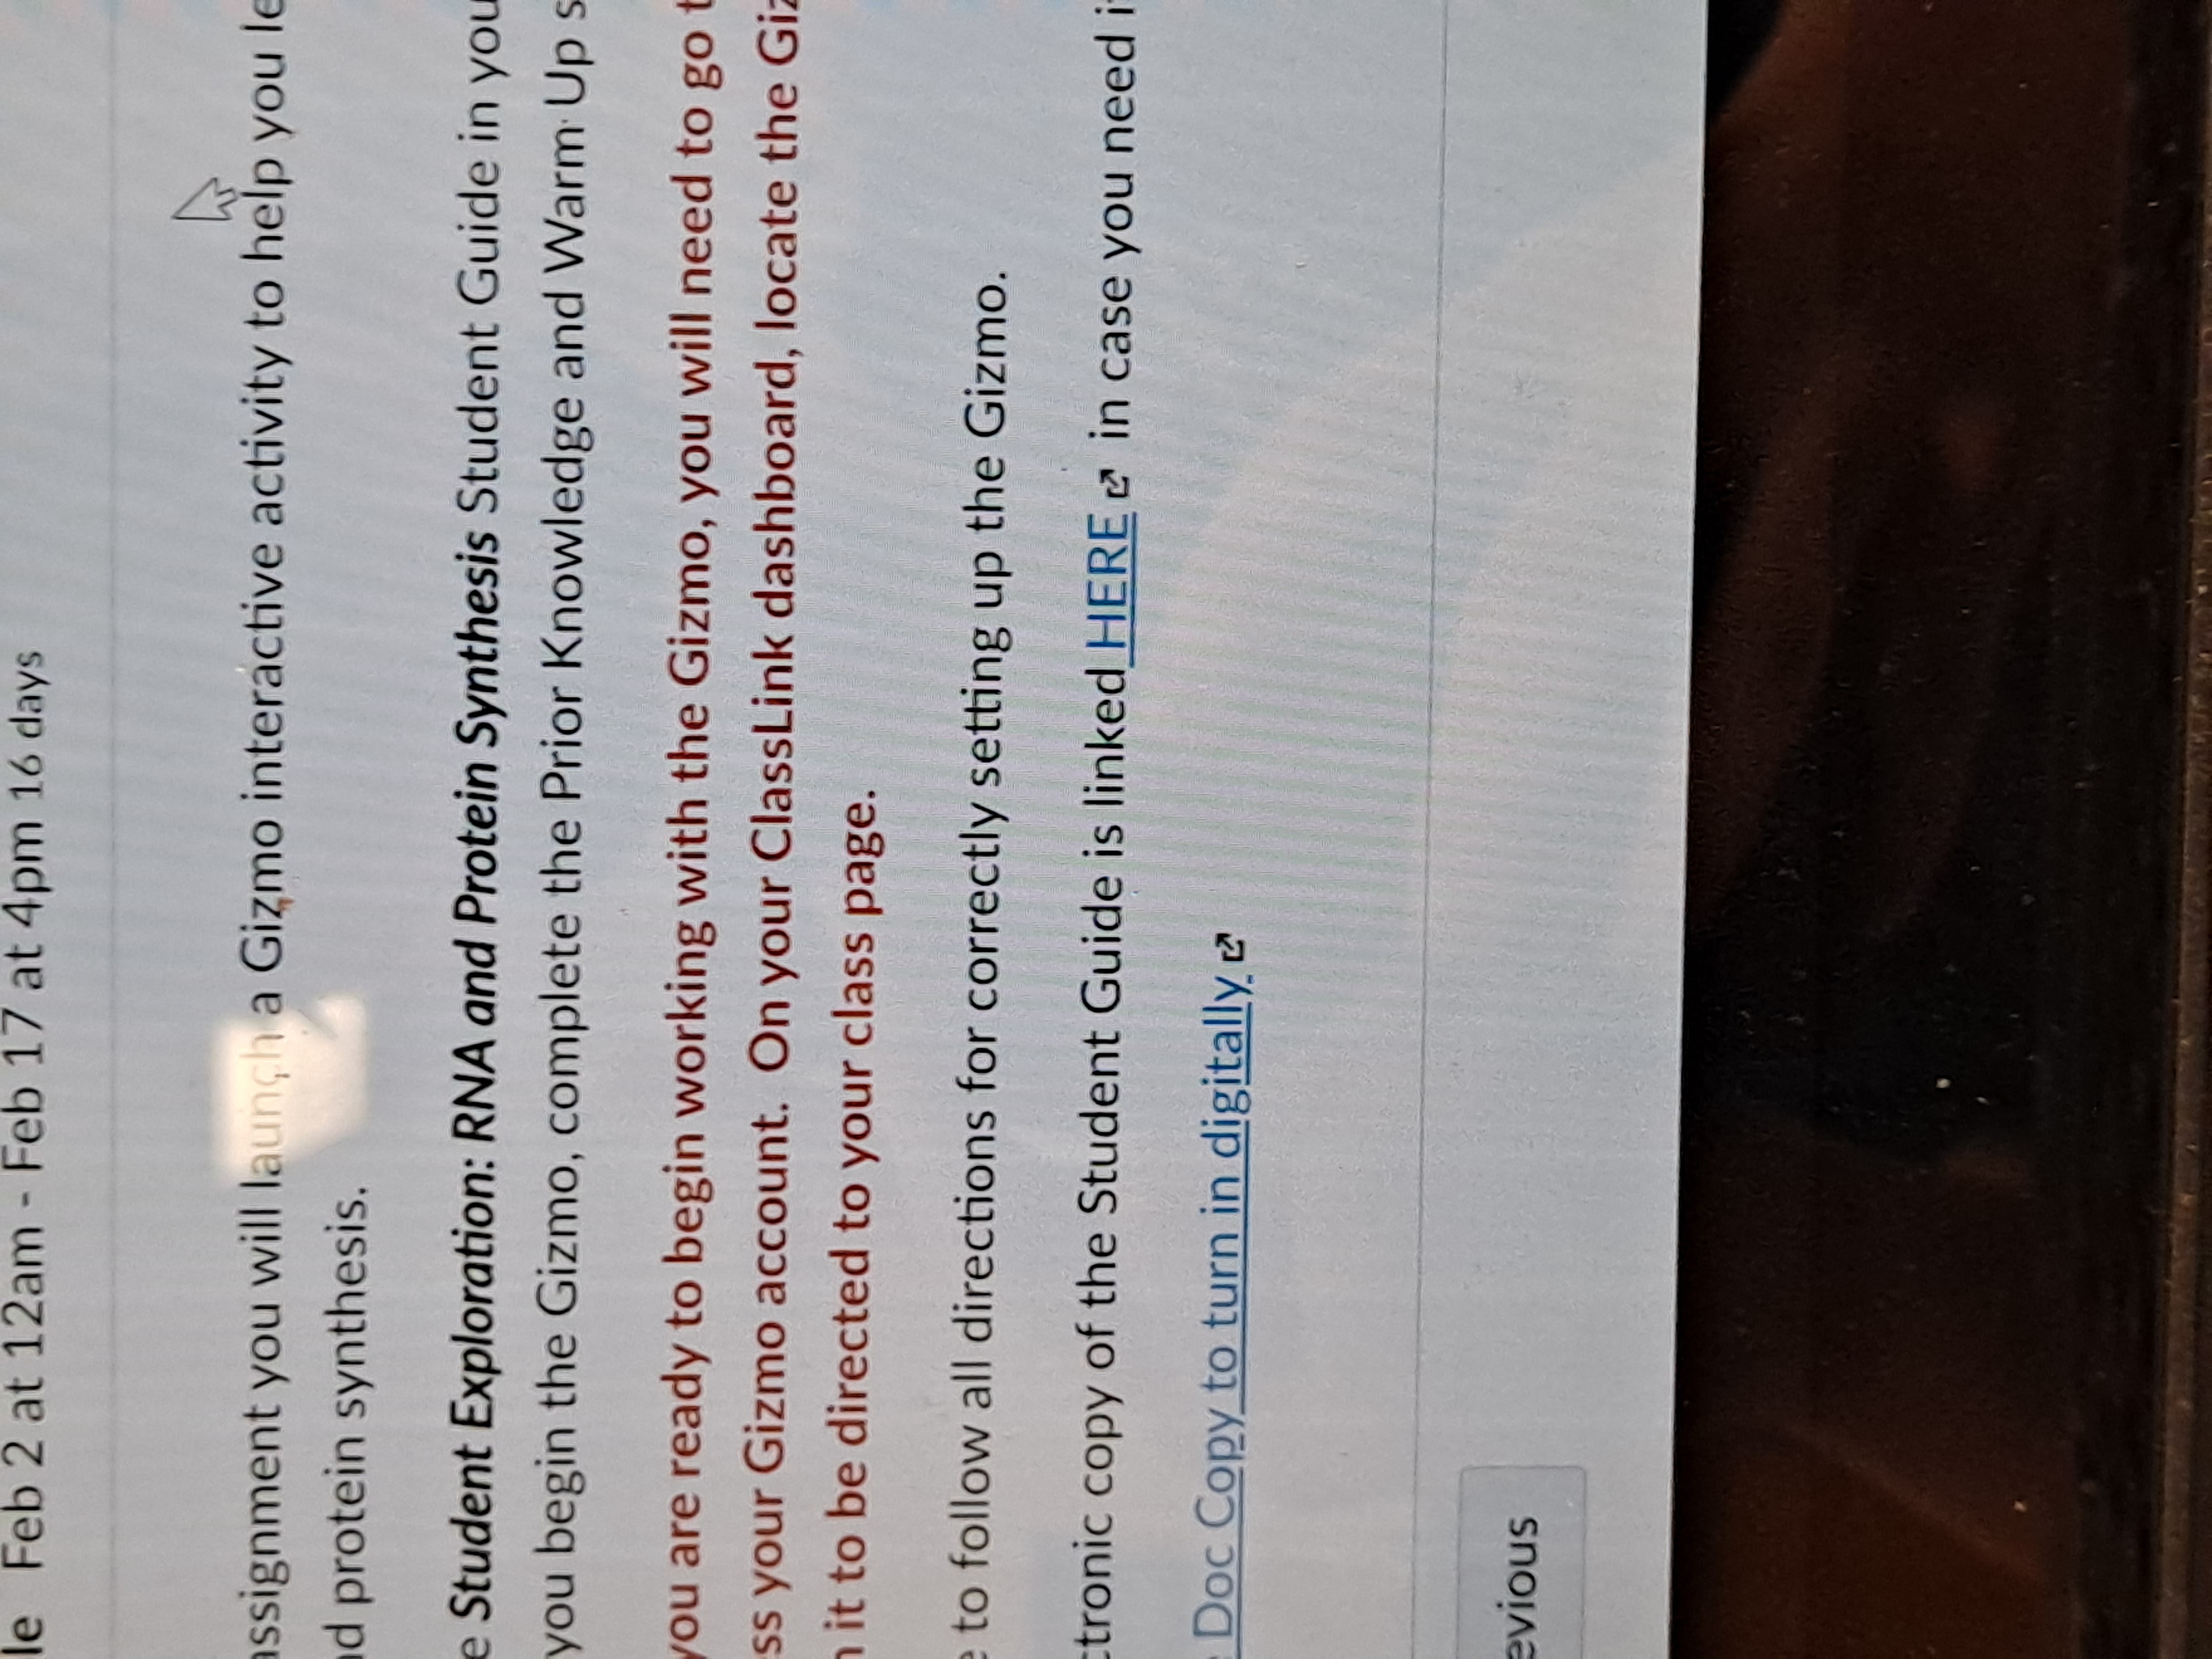 le Feb 2 at 12am - Feb 17 at 4pm 16 days
assignment you will launch a Gizmo interactive activity to help you le
nd protein synthesis.
e Student Exploration: RNA and Protein Synthesis Student Guide in you
you begin the Gizmo, complete the Prior Knowledge and Warm Up s
you are ready to begin working with the Gizmo, you will need to go t
ss your Gizmo account. On your ClassLink dashboard, locate the Giz
n it to be directed to your class page.
e to follow all directions for correctly setting up the Gizmo.
ctronic copy of the Student Guide is linked HERE in case you need i
e Doc Copy to turn in digitally
evious